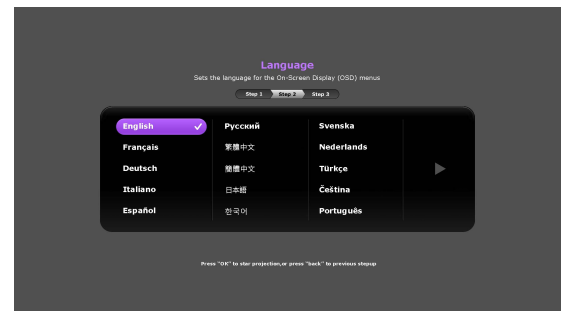 Language
Sets the language for the On-Screen Display (OSD) menus
Step 1 Step 2 Step 3
English
Français
Deutsch
Italiano
Español
Русский
繁體中文
簡體中文
日本語
한국어
Svenska
Nederlands
Türkçe
Čeština
Português
Press "OK" to star projection,or press "back" to previous stepup